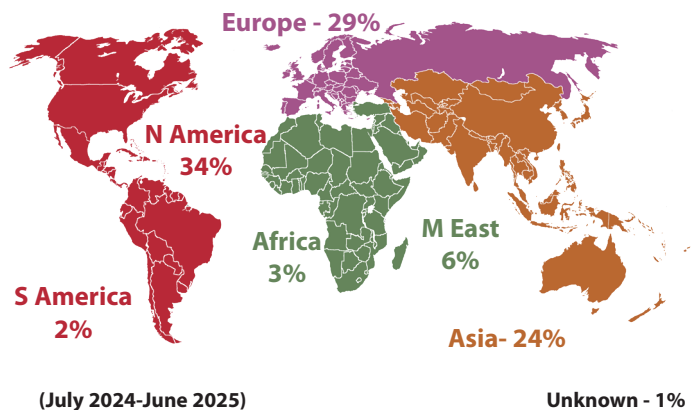 Europe - 29%
N America
34%
Africa
3%
M East
6%
S America
2%
Asia- 24%
(July 2024-June 2025)
Unknown - 1%